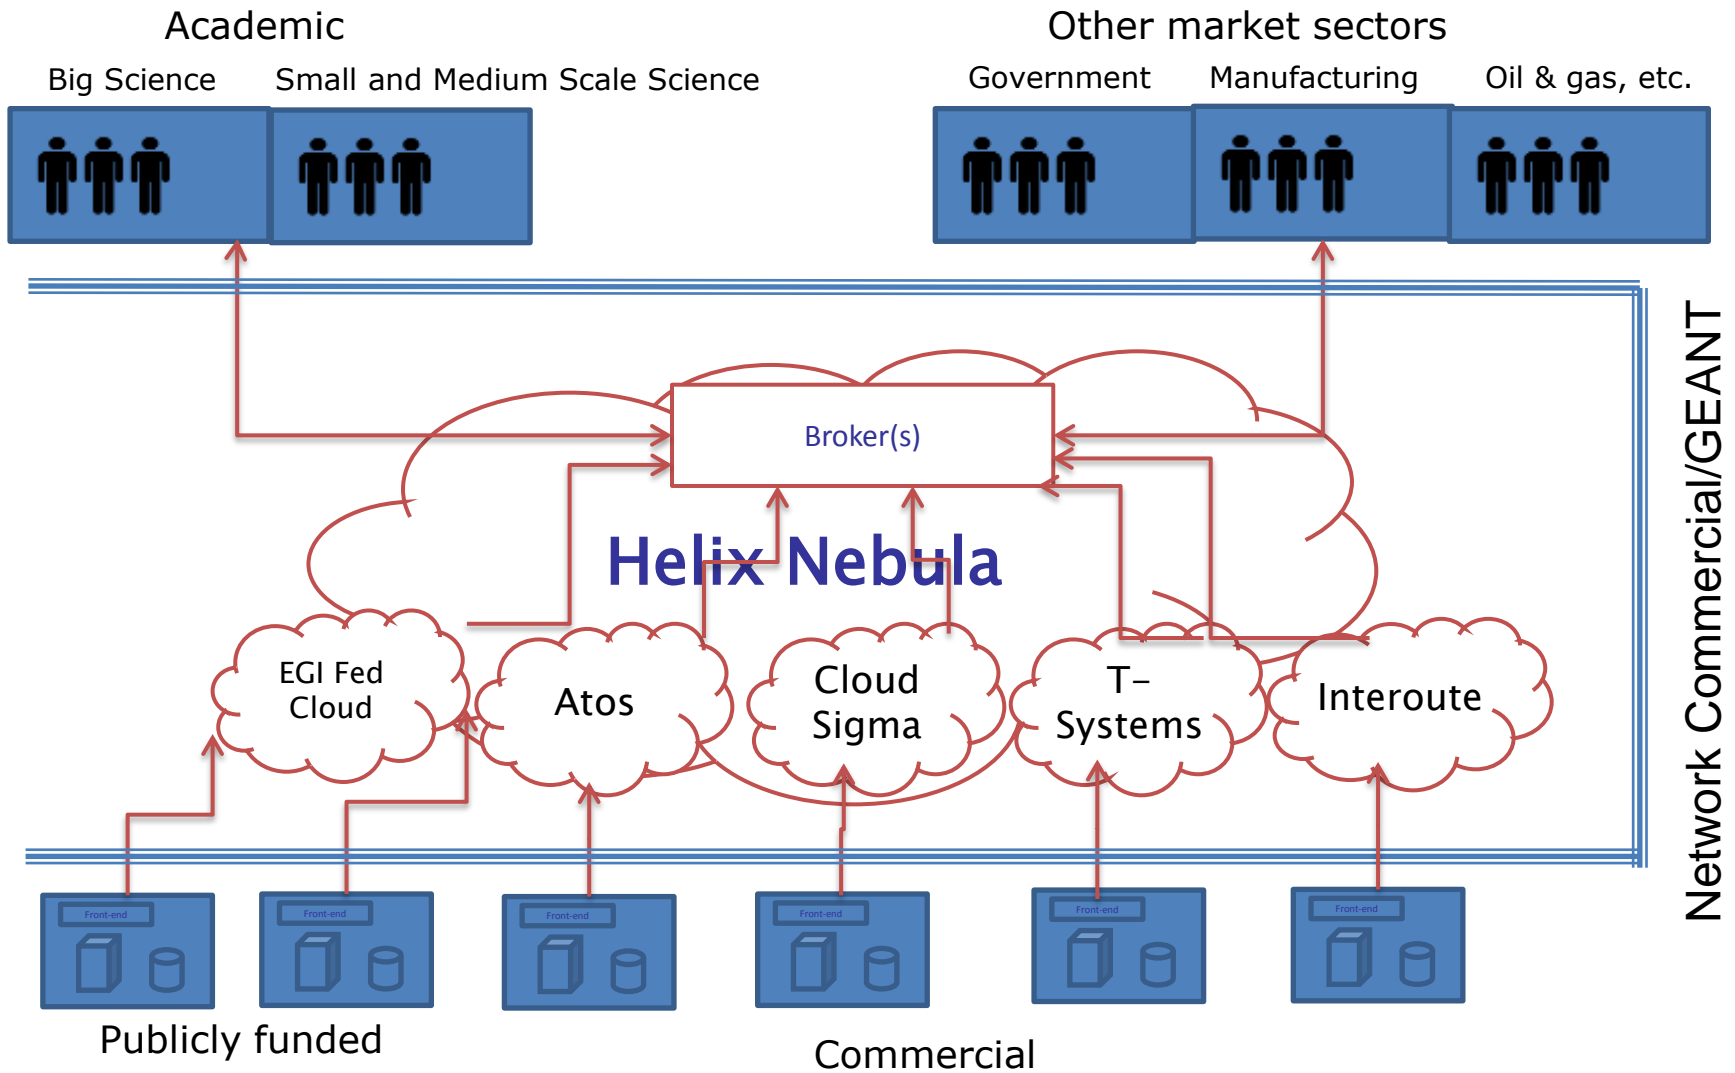 Academic
Other market sectors
Big Science
Small and Medium Scale Science
Government
Manufacturing
Oil & gas, etc.
Network Commercial/GEANT
Broker(s)
Helix Nebula
EGI Fed
Cloud
Atos
Cloud
Sigma
T-
Systems
Interoute
Front-end
Front-end
Front-end
Front-end
Front-end
Front-end
Publicly funded
Commercial